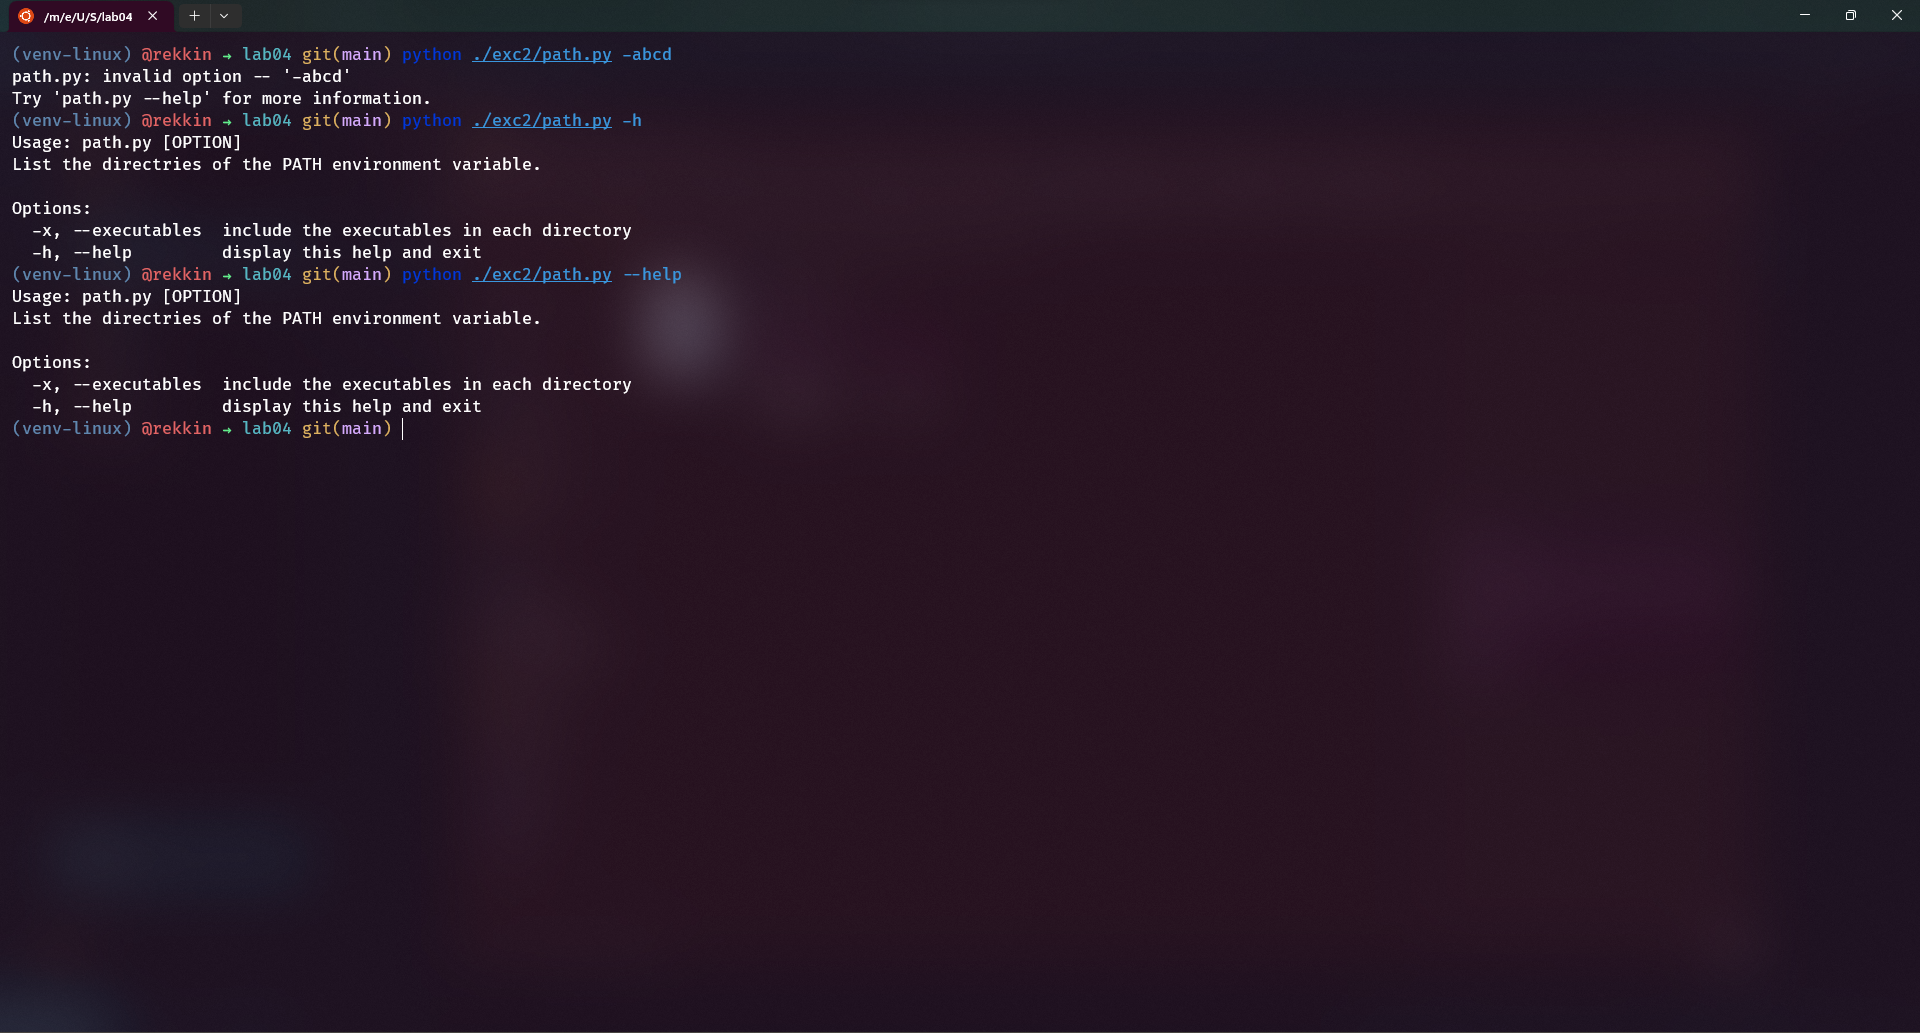 /m/e/U/S/lab04
(venv-linux) @rekkin → lab04 git(main) python ./exc2/path.py -abcd
path.py: invalid option -- '-abcd'
Try 'path.py --help' for more information.
(venv-linux) @rekkin → lab04 git(main) python ./exc2/path.py -h
Usage: path.py [OPTION]
List the directries of the PATH environment variable.
Options:
-x, --executables  include the executables in each directory
-h, --help         display this help and exit
(venv-linux) @rekkin → lab04 git(main) python ./exc2/path.py --help
Usage: path.py [OPTION]
List the directries of the PATH environment variable.
Options:
-x, --executables  include the executables in each directory
-h, --help         display this help and exit
(venv-linux) @rekkin → lab04 git(main)